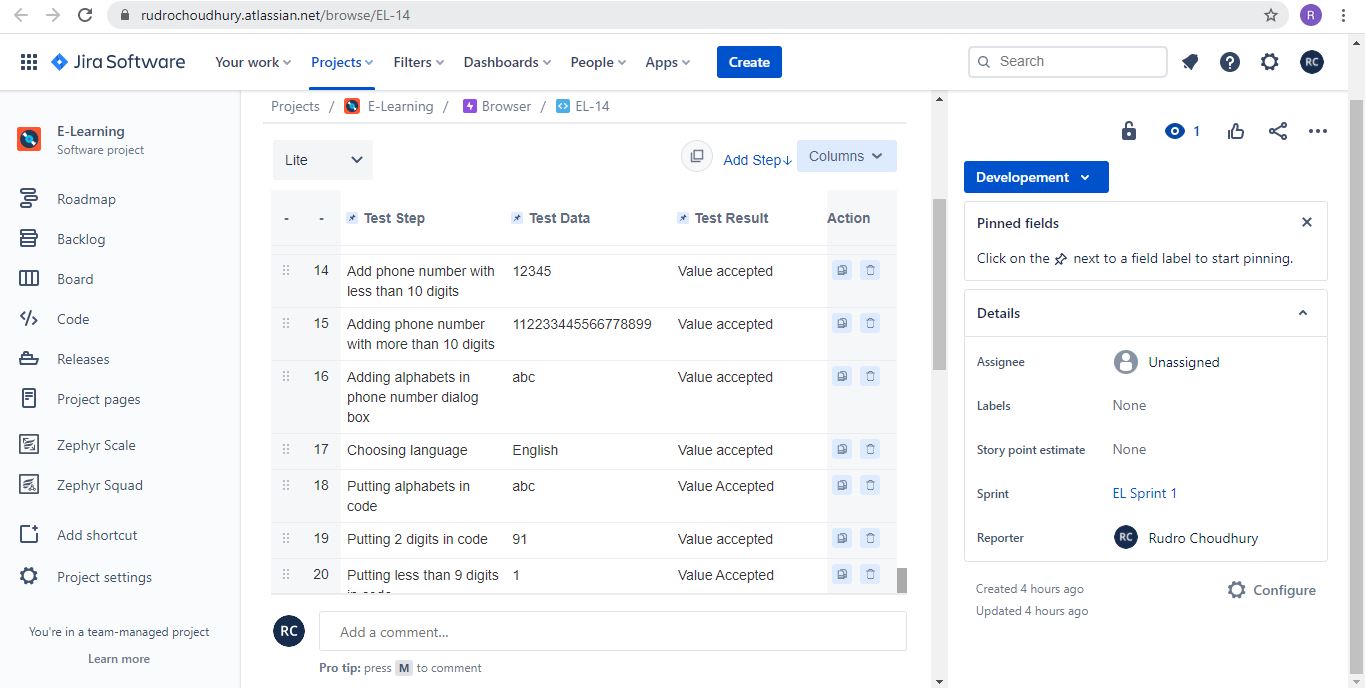 rudrochoudhury.atlassian.net/browse/EL-14
R
Jira Software
Your work
Projects
Filters
Dashboards
People
Apps
Create
Search
RC
E-Learning
Software project
Roadmap
Backlog
Board
Code
Releases
Project pages
Zephyr Scale
Zephyr Squad
Add shortcut
Project settings
You're in a team-managed project
Learn more
Projects / E-Learning / Browser / EL-14
Lite
Add Step↓
Columns
- - Test Step Test Data Test Result Action
14 Add phone number with 12345 Value accepted
less than 10 digits
15 Adding phone number 112233445566778899 Value accepted
with more than 10 digits
16 Adding alphabets in abc Value accepted
phone number dialog
box
17 Choosing language English Value accepted
18 Putting alphabets in abc Value Accepted
code
19 Putting 2 digits in code 91 Value accepted
20 Putting less than 9 digits 1 Value Accepted
in code
RC
Add a comment…
Pro tip: press M to comment
1
Developement
Pinned fields
Click on the next to a field label to start pinning.
Details
Assignee Unassigned
Labels None
Story point estimate None
Sprint EL Sprint 1
Reporter RC Rudro Choudhury
Created 4 hours ago
Updated 4 hours ago
Configure